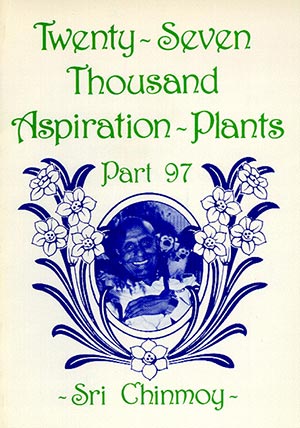 Twenty~Seven
Thousand
Aspiration~Plants
Part 97
~Sri Chinmoy~